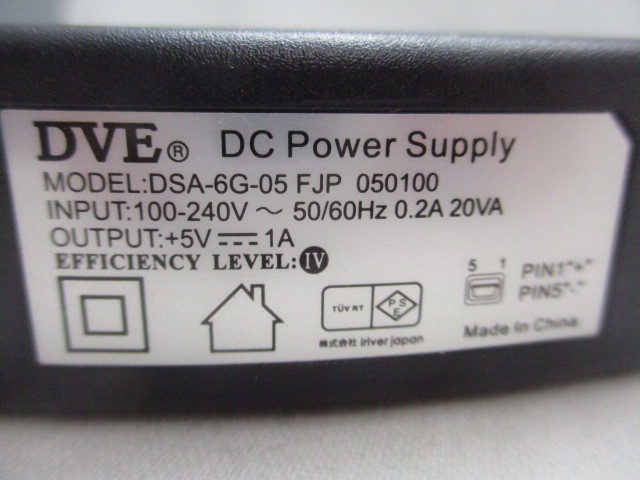 DVE® DC Power Supply
MODEL:DSA-6G-05 FJP 050100
INPUT:100-240V ～ 50/60Hz 0.2A 20VA
OUTPUT:+5V ⎓ 1A
EFFICIENCY LEVEL:IV
5 1 PIN1"+"
PIN5"-"
TÜV RT PSE
株式会社 iriver japan
Made in China